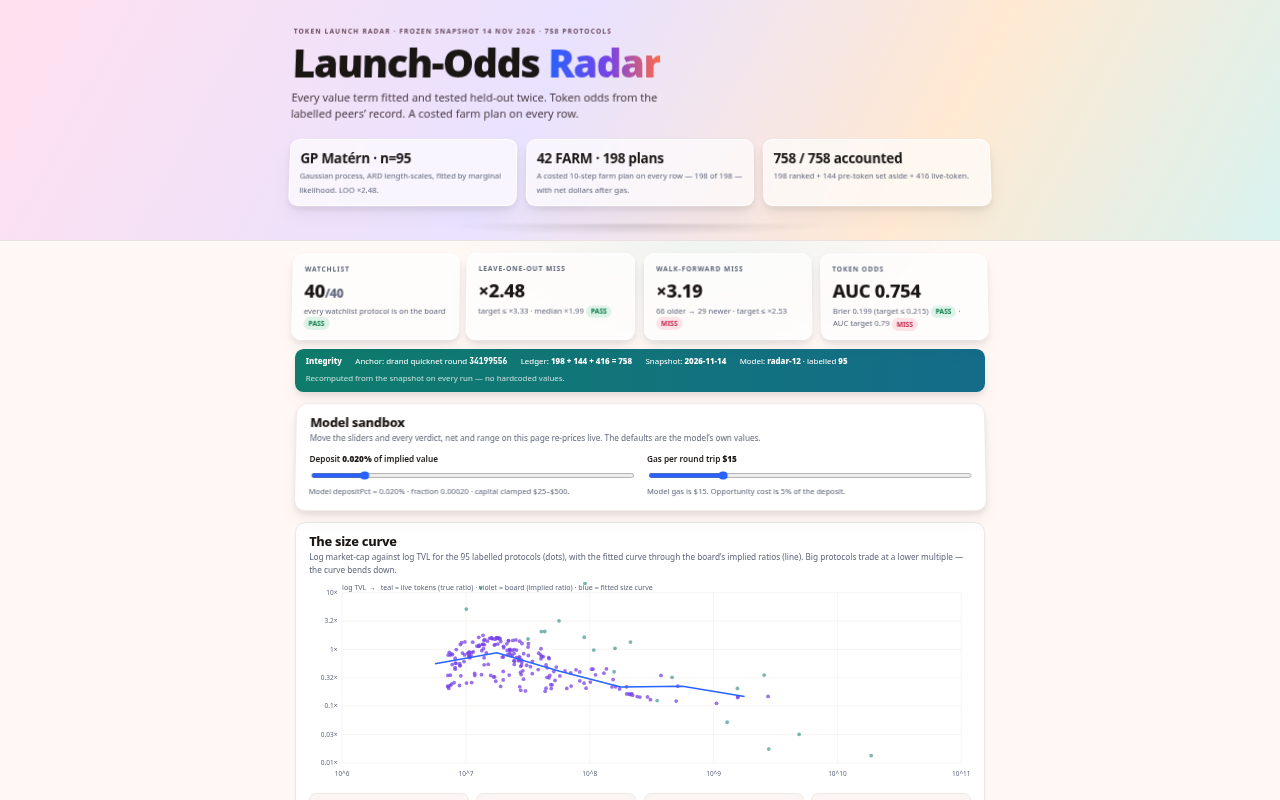 TOKEN LAUNCH RADAR · FROZEN SNAPSHOT 14 NOV 2026 · 758 PROTOCOLS
Launch-Odds Radar
Every value term fitted and tested held-out twice. Token odds from the
labelled peers’ record. A costed farm plan on every row.
GP Matérn · n=95
Gaussian process, ARD length-scales, fitted by marginal
likelihood. LOO ×2.48.
42 FARM · 198 plans
A costed 10-step farm plan on every row — 198 of 198 —
with net dollars after gas.
758 / 758 accounted
198 ranked + 144 pre-token set aside + 416 live-token.
WATCHLIST
40/40
every watchlist protocol is on the board
PASS
LEAVE-ONE-OUT MISS
×2.48
target ≤ ×3.33 · median ×1.99 PASS
WALK-FORWARD MISS
×3.19
66 older → 29 newer · target ≤ ×2.53
MISS
TOKEN ODDS
AUC 0.754
Brier 0.199 (target ≤ 0.215) PASS ·
AUC target 0.79 MISS
Integrity Anchor: drand quicknet round 34199556 Ledger: 198 + 144 + 416 = 758 Snapshot: 2026-11-14 Model: radar-12 · labelled 95
Recomputed from the snapshot on every run — no hardcoded values.
Model sandbox
Move the sliders and every verdict, net and range on this page re-prices live. The defaults are the model’s own values.
Deposit 0.020% of implied value
Model depositPct = 0.020% · fraction 0.00020 · capital clamped $25–$500.
Gas per round trip $15
Model gas is $15. Opportunity cost is 5% of the deposit.
The size curve
Log market-cap against log TVL for the 95 labelled protocols (dots), with the fitted curve through the board’s implied ratios (line). Big protocols trade at a lower multiple —
the curve bends down.
log TVL → teal = live tokens (true ratio) · violet = board (implied ratio) · blue = fitted size curve
10×
3.2×
1×
0.32×
0.1×
0.03×
0.01×
10^6 10^7 10^8 10^9 10^10 10^11